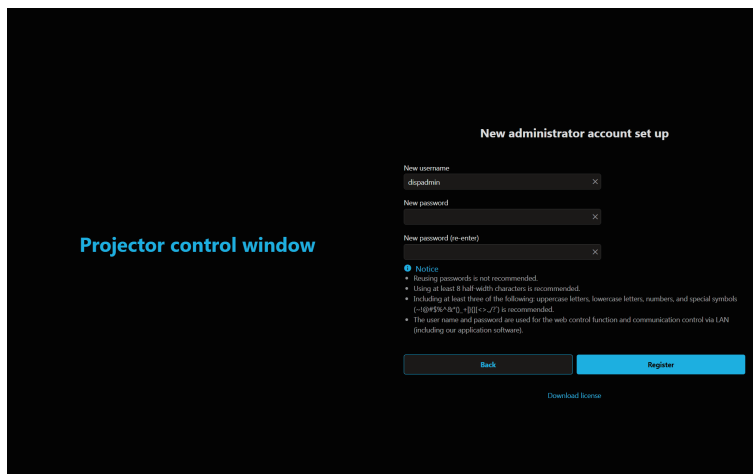 Projector control window
New administrator account set up
New username
dispadmin
New password
New password (re-enter)
Notice
• Reusing passwords is not recommended.
• Using at least 8 half-width characters is recommended.
• Including at least three of the following: uppercase letters, lowercase letters, numbers, and special symbols
is recommended.
• The user name and password are used for the web control function and communication control via LAN
(including our application software).
Back
Register
Download license